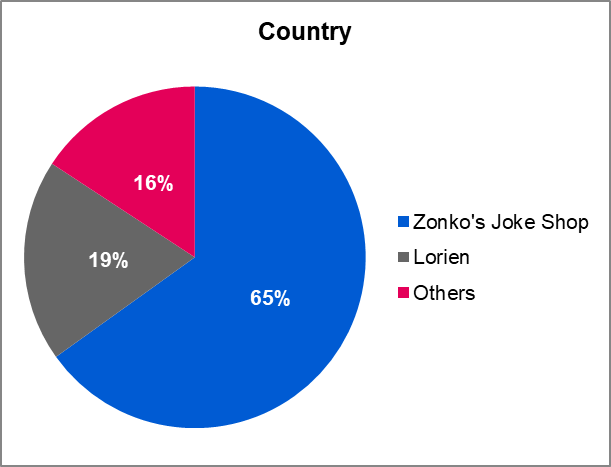 Country
16%
19%
65%
Zonko's Joke Shop
Lorien
Others